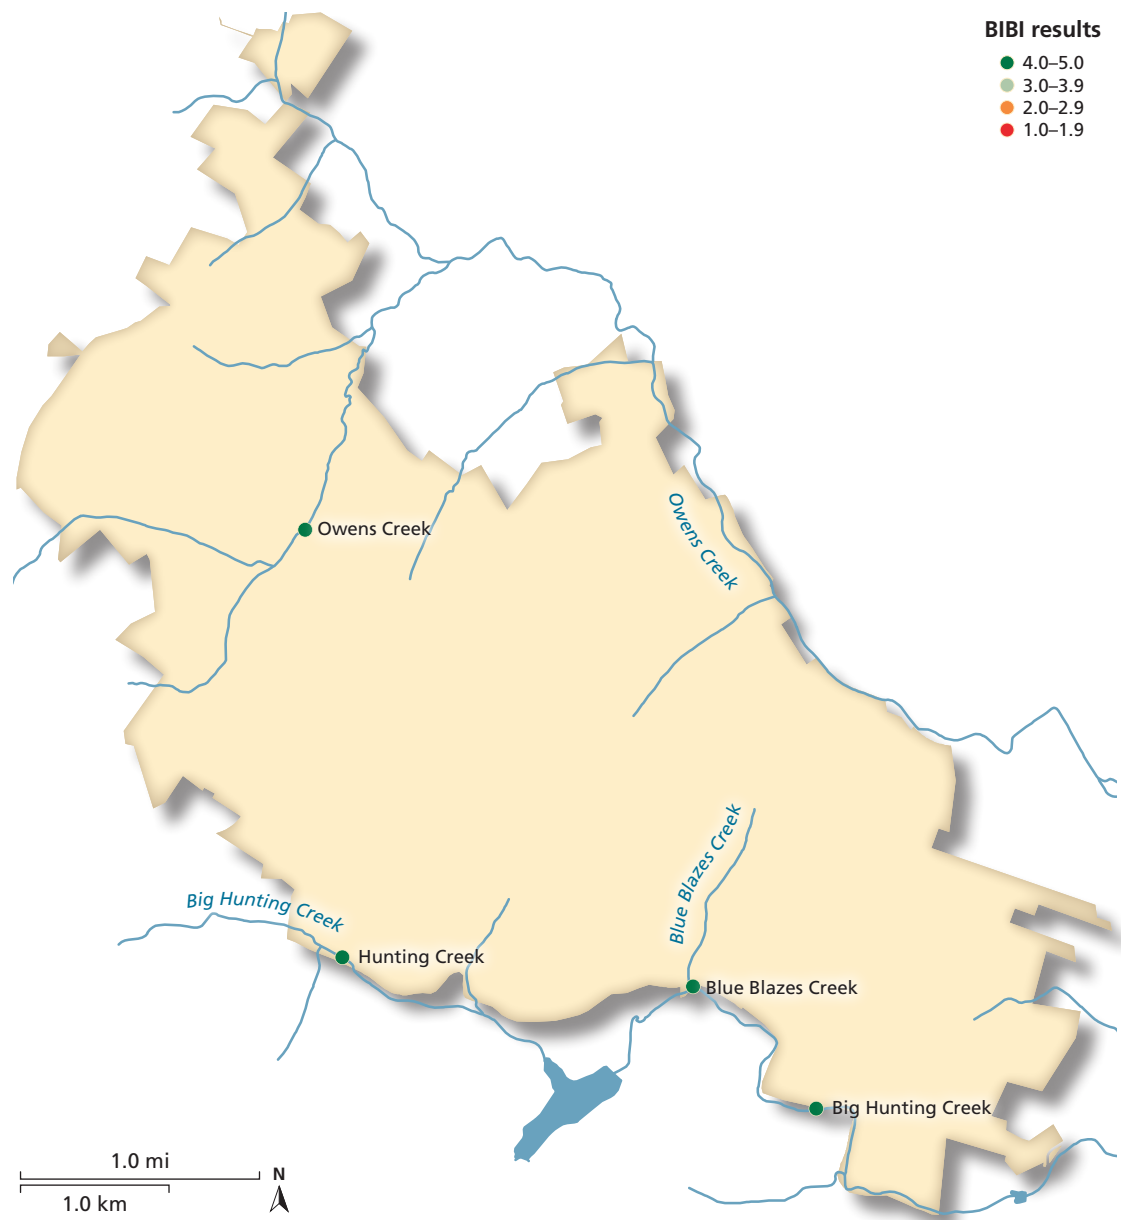 BIBI results
4.0–5.0
3.0–3.9
2.0–2.9
1.0–1.9
Owens Creek
Owens Creek
Blue Blazes Creek
Big Hunting Creek
Hunting Creek
Blue Blazes Creek
Big Hunting Creek
1.0 mi
N
1.0 km